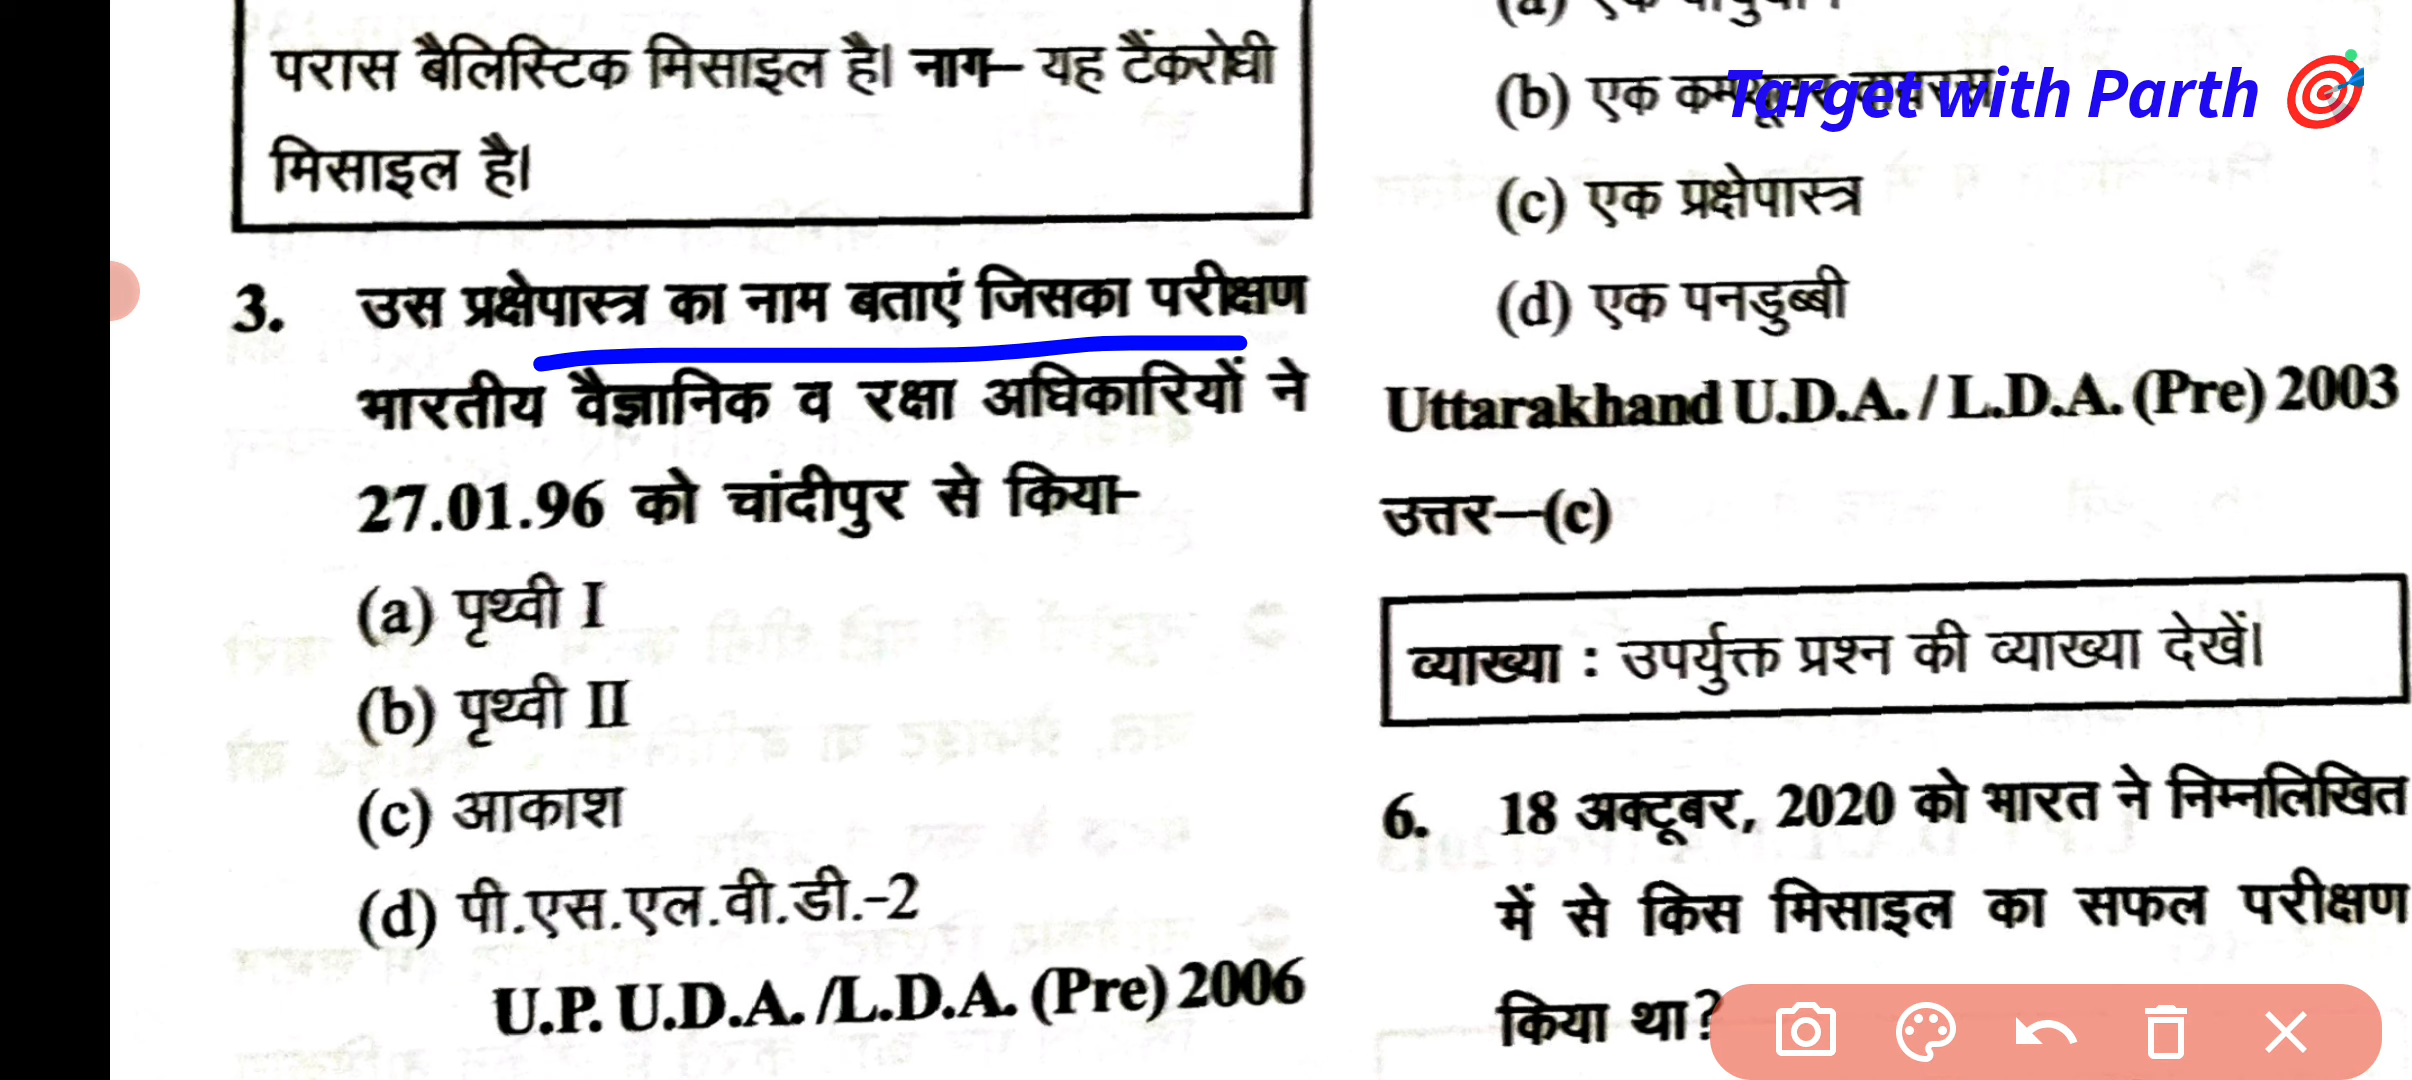 परास बैलिस्टिक मिसाइल है। नाग– यह टैंकरोधी
मिसाइल है।
3. उस प्रक्षेपास्त्र का नाम बताएं जिसका परीक्षण
भारतीय वैज्ञानिक व रक्षा अधिकारियों ने
27.01.96 को चांदीपुर से किया–
(a) पृथ्वी I
(b) पृथ्वी II
(c) आकाश
(d) पी.एस.एल.वी.डी.-2
U.P. U.D.A. /L.D.A. (Pre) 2006
(a) एक
Target with Parth
(b) एक
(c) एक प्रक्षेपास्त्र
(d) एक पनडुब्बी
Uttarakhand U.D.A. / L.D.A. (Pre) 2003
उत्तर—(c)
व्याख्या : उपर्युक्त प्रश्न की व्याख्या देखें।
6. 18 अक्टूबर, 2020 को भारत ने निम्नलिखित
में से किस मिसाइल का सफल परीक्षण
किया था?